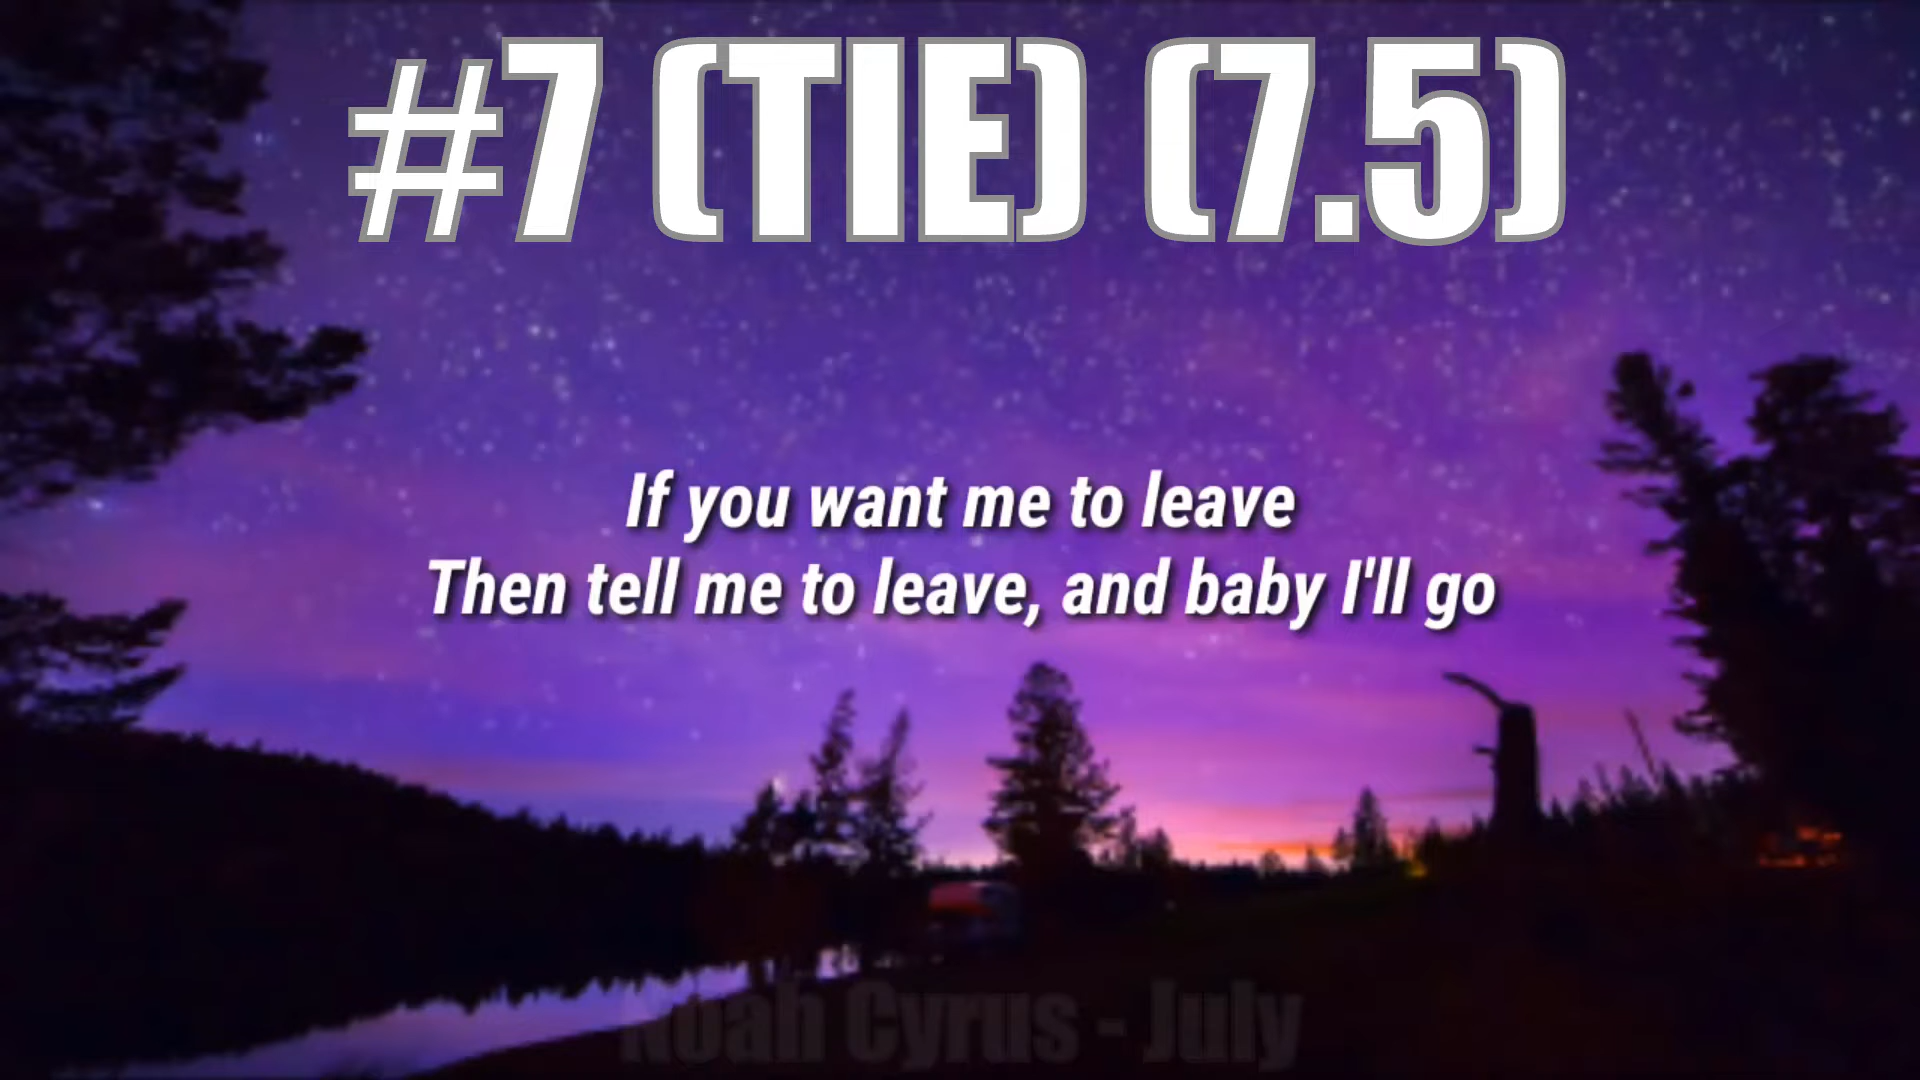 #7 (TIE) (7.5)
If you want me to leave
Then tell me to leave, and baby I'll go
Noah Cyrus - July